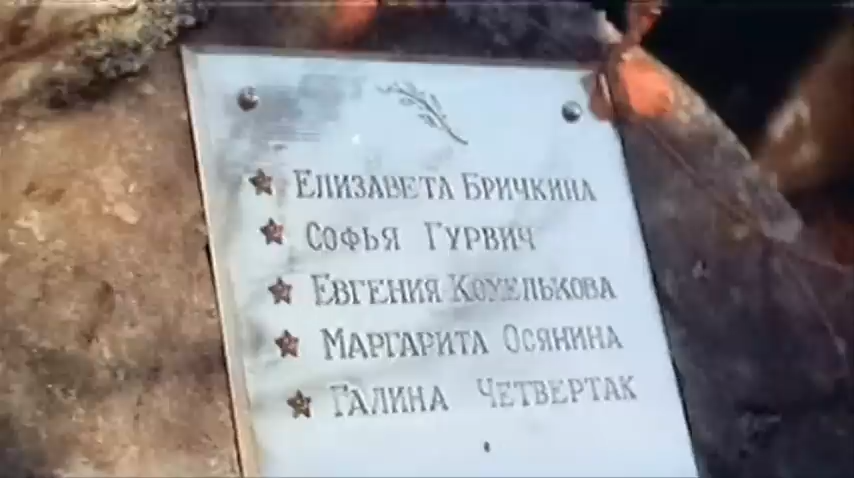 Елизавета Бричкина
Софья Гурвич
Евгения Комелькова
Маргарита Осянина
Галина Четвертак